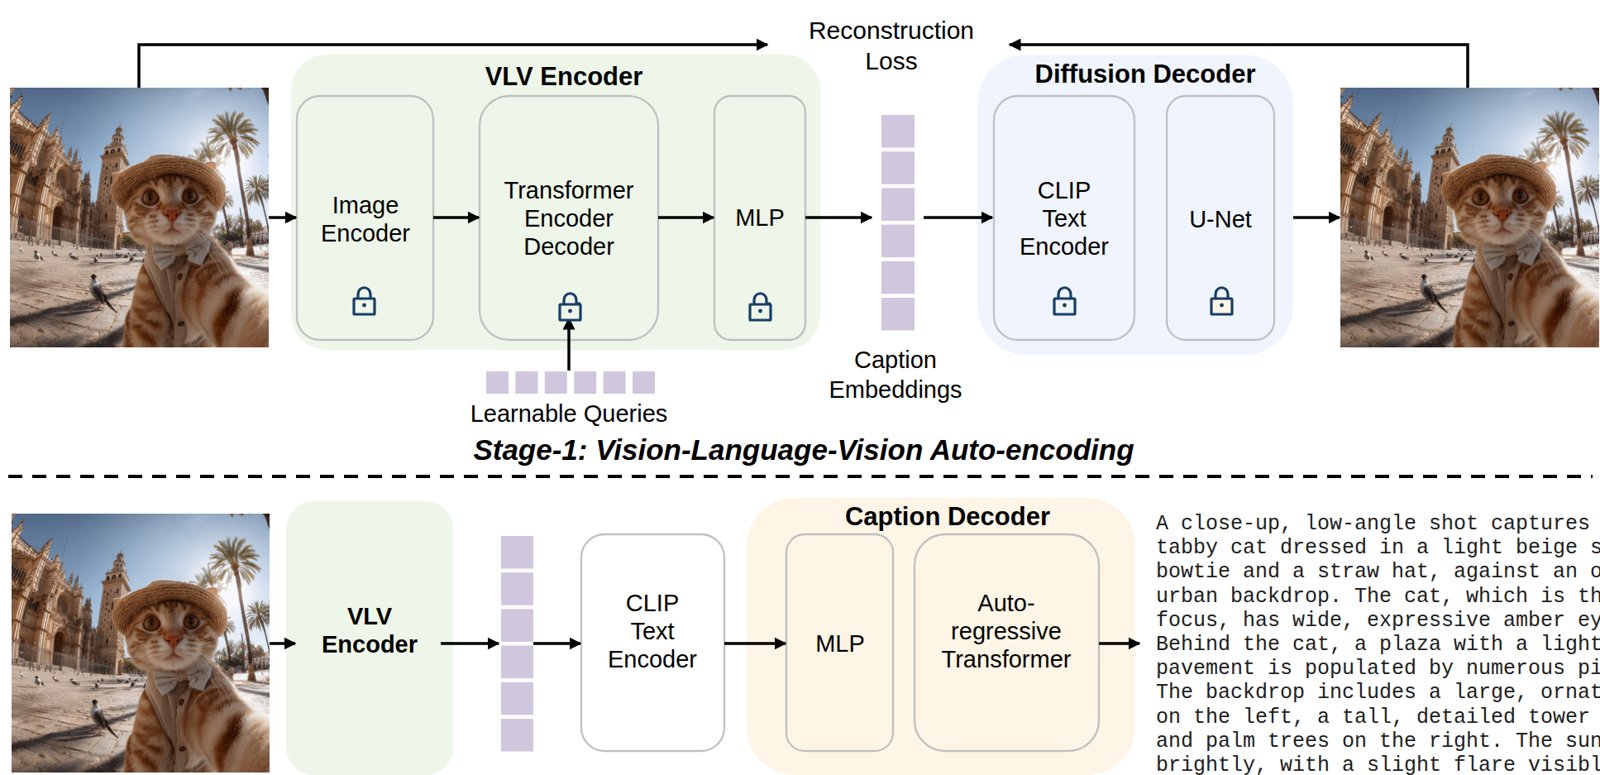 Reconstruction
Loss
VLV Encoder
Diffusion Decoder
Image
Encoder
Transformer
Encoder
Decoder
MLP
CLIP
Text
Encoder
U-Net
Caption
Embeddings
Learnable Queries
Stage-1: Vision-Language-Vision Auto-encoding
VLV
Encoder
CLIP
Text
Encoder
Caption Decoder
MLP
Auto-
regressive
Transformer
A close-up, low-angle shot captures
tabby cat dressed in a light beige
bowtie and a straw hat, against an
urban backdrop. The cat, which is
focus, has wide, expressive amber
Behind the cat, a plaza with a light
pavement is populated by numerous
The backdrop includes a large,
on the left, a tall, detailed tower
and palm trees on the right. The
brightly, with a slight flare